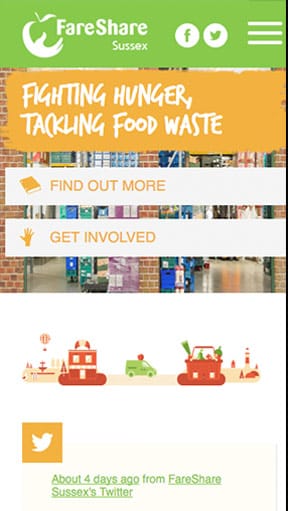 FareShare
Sussex
FIGHTING HUNGER,
TACKLING FOOD WASTE
FIND OUT MORE
GET INVOLVED
About 4 days ago from FareShare
Sussex's Twitter